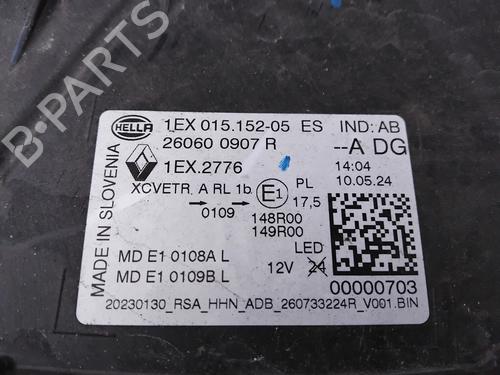 B-PARTS
HELLA 1EX 015.152-05 ES IND: AB
26060 0907 R --A DG
1EX.2776 14:04
XCVETR, A RL 1b E1 PL 10.05.24
0109 17,5
148R00
149R00
MD E1 0108A L LED
MD E1 0109B L 12V 24 00000703
MADE IN SLOVENIA
20230130_RSA_HHN_ADB_260733224R_V001.BIN